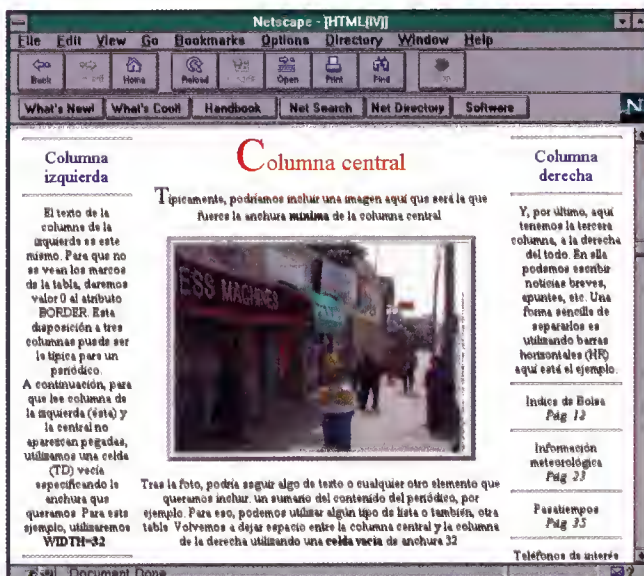 Netscape - [HTML(IV)]
File Edit View Go Bookmarks Options Directory Window Help
Back Home Reload Open Print Find
What's New! What's Cool! Handbook Net Search Net Directory Software
N
Columna
izquierda
El texto de la
columna de la
izquierda es este
mismo. Para que no
se vean los marcos
de la tabla, daremos
valor 0 al atributo
BORDER. Esta
disposición a tres
columnas puede ser
la típica para un
periódico.
A continuación, para
que lee columna de
la izquierda (ésta) y
la central no
aparezcan pegadas,
utilizamos una celda
(TD) vacía
especificando la
anchura que
queramos. Para este
ejemplo, utilizaremos
WIDTH=32
Columna central
Típicamente, podríamos incluir una imagen aquí que será la que
fuerce la anchura mínima de la columna central
ESS MACHINES
Tras la foto, podría seguir algo de texto o cualquier otro elemento que
queramos incluir: un sumario del contenido del periódico, por
ejemplo. Para eso, podemos utilizar algún tipo de lista o también, otra
tabla. Volvemos a dejar espacio entre la columna central y la columna
de la derecha utilizando una celda vacía de anchura 32
Columna
derecha
Y, por último, aquí
tenemos la tercera
columna, a la derecha
del todo. En ella
podemos escribir
noticias breves,
apuntes, etc. Una
forma sencilla de
separarlos es
utilizando barras
horizontales (HR)
aquí está el ejemplo.
Indice de Bolsa
Pág 12
Información
meteorológica
Pág 23
Pasatiempos
Pág 35
Teléfonos de interés
Document Done